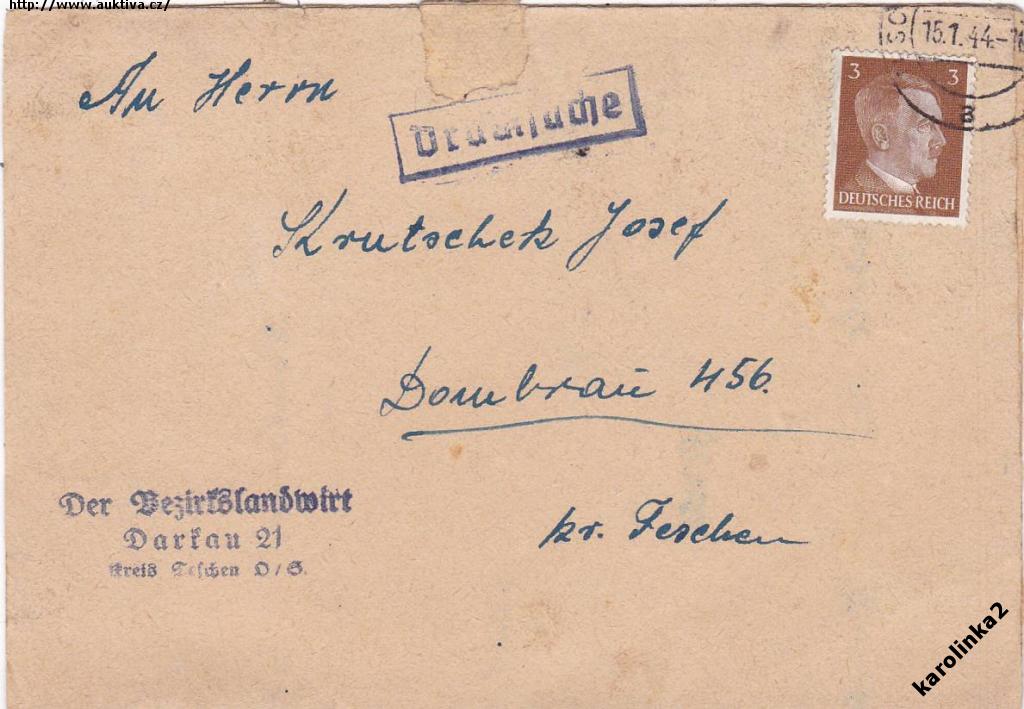 http://www.auktiva.cz/
15.1.44.-16
3 3
DEUTSCHES REICH
B
An Herrn
Drucksache
Krutschek Josef
Dombrau 456.
kr. Teschen
Der Bezirkslandwirt
Darkau 21
Kreis Teschen O/S.
karolinka2